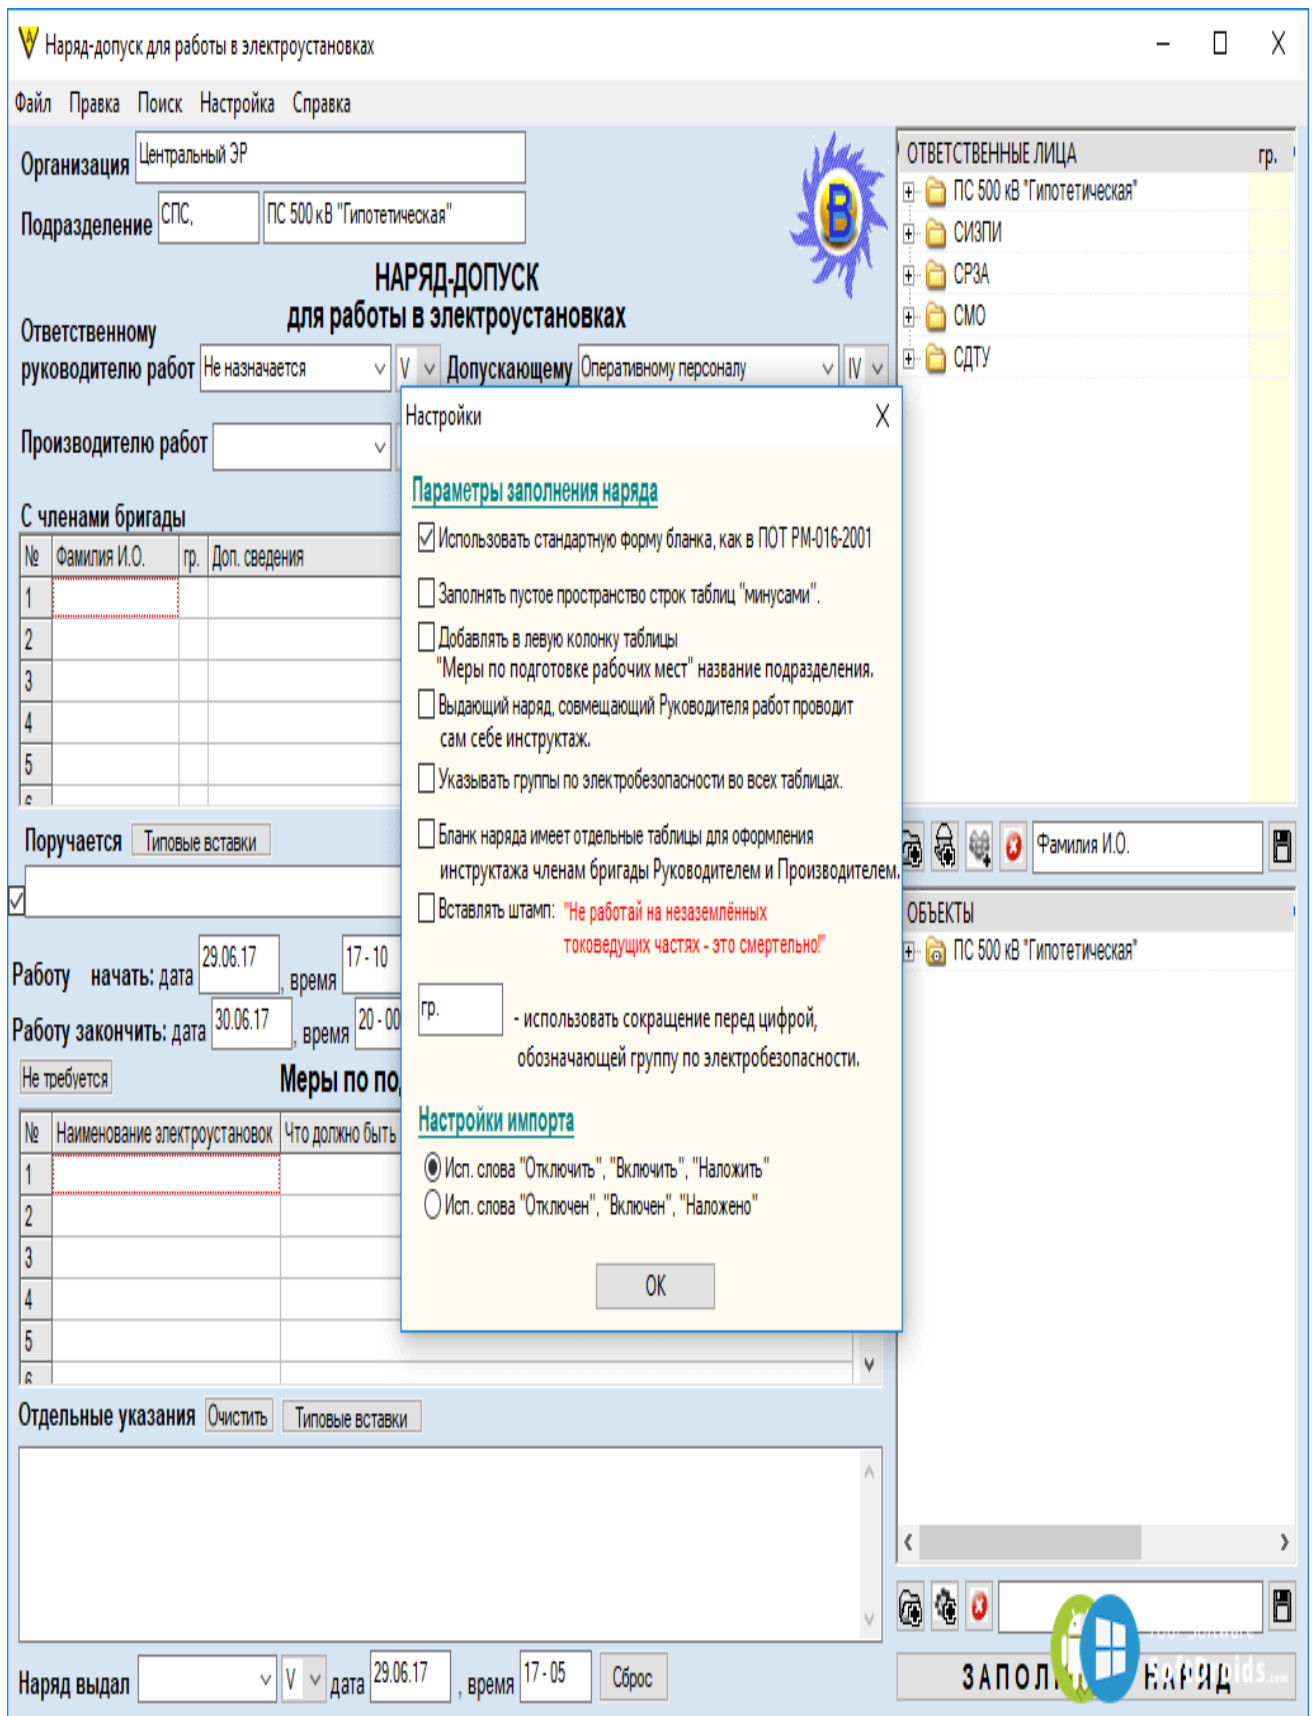 Наряд-допуск для работы в электроустановках
Файл Правка Поиск Настройка Справка
Организация Центральный ЭР
Подразделение СПС, ПС 500 кВ "Гипотетическая"
В
НАРЯД-ДОПУСК
для работы в электроустановках
Ответственному
руководителю работ Не назначается V Допускающему Оперативному персоналу IV
Производителю работ
С членами бригады
№ Фамилия И.О. гр. Доп. сведения
1
2
3
4
5
6
Поручается Типовые вставки
Работу начать: дата 29.06.17 , время 17 - 10
Работу закончить: дата 30.06.17 , время 20 - 00
Не требуется Меры по по
№ Наименование электроустановок Что должно быть
1
2
3
4
5
6
Отдельные указания Очистить Типовые вставки
Наряд выдал V дата 29.06.17 , время 17 - 05 Сброс
Настройки
Параметры заполнения наряда
Использовать стандартную форму бланка, как в ПОТ РМ-016-2001
Заполнять пустое пространство строк таблиц "минусами".
Добавлять в левую колонку таблицы
"Меры по подготовке рабочих мест" название подразделения.
Выдающий наряд, совмещающий Руководителя работ проводит
сам себе инструктаж.
Указывать группы по электробезопасности во всех таблицах.
Бланк наряда имеет отдельные таблицы для оформления
инструктажа членам бригады Руководителем и Производителем.
Вставлять штамп: "Не работай на незаземлённых
токоведущих частях - это смертельно!"
гр. - использовать сокращение перед цифрой,
обозначающей группу по электробезопасности.
Настройки импорта
Исп. слова "Отключить", "Включить", "Наложить"
Исп. слова "Отключен", "Включен", "Наложено"
OK
ОТВЕТСТВЕННЫЕ ЛИЦА гр.
ПС 500 кВ "Гипотетическая"
СИЗПИ
СРЗА
СМО
СДТУ
Фамилия И.О.
ОБЪЕКТЫ
ПС 500 кВ "Гипотетическая"
Your Software
SoftDroids.com
НАРЯД